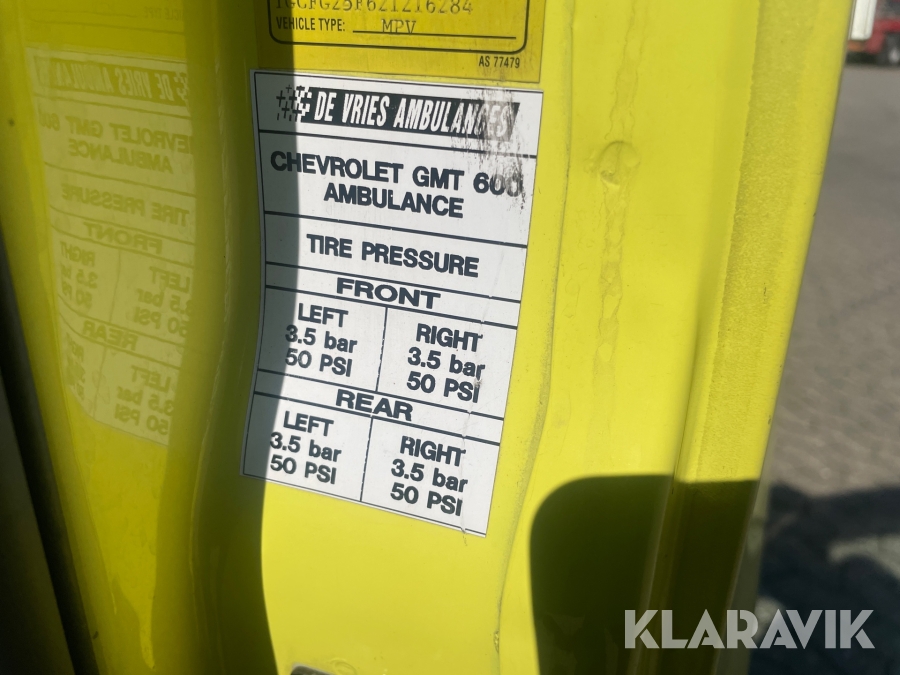 VEHICLE TYPE: MPV
AS 77479
DE VRIES AMBULANCES
CHEVROLET GMT 600
AMBULANCE
TIRE PRESSURE
FRONT
LEFT
3.5 bar
50 PSI
RIGHT
3.5 bar
50 PSI
REAR
LEFT
3.5 bar
50 PSI
RIGHT
3.5 bar
50 PSI
KLARAVIK